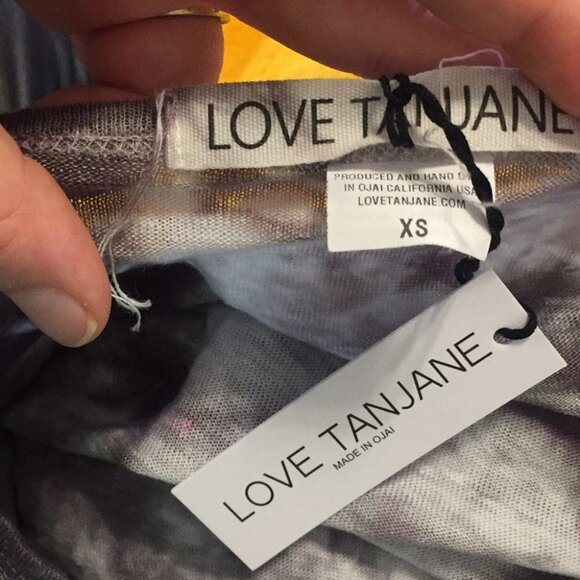 LOVE TANJANE
PRODUCED AND HAND
IN OJAI CALIFORNIA USA
LOVETANJANE.COM
XS
LOVE TANJANE
MADE IN OJAI